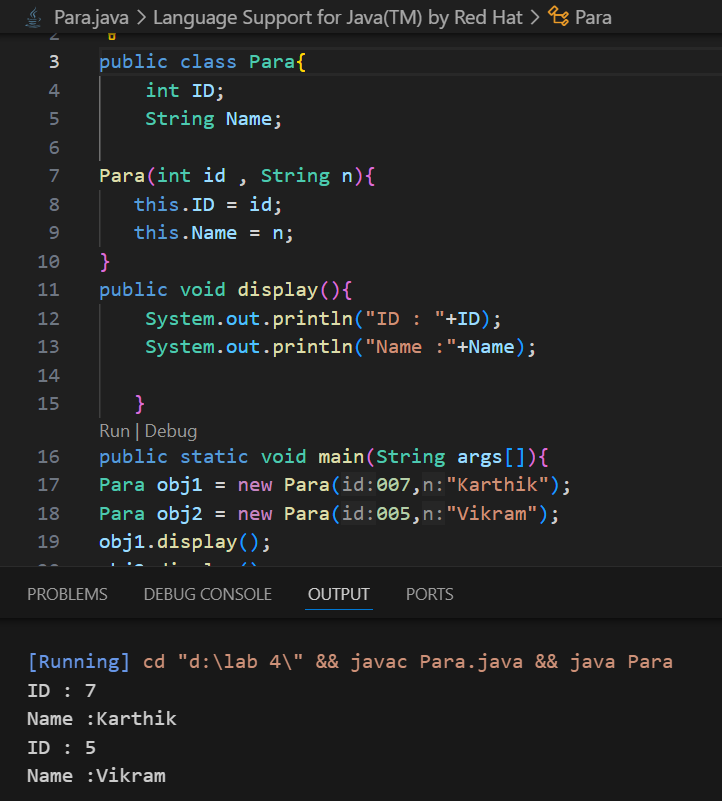 Para.java > Language Support for Java(TM) by Red Hat > Para
2
3 public class Para{
4 int ID;
5 String Name;
6
7 Para(int id , String n){
8 this.ID = id;
9 this.Name = n;
10 }
11 public void display(){
12 System.out.println("ID : "+ID);
13 System.out.println("Name :"+Name);
14
15 }
Run | Debug
16 public static void main(String args[]){
17 Para obj1 = new Para(id:007,n:"Karthik");
18 Para obj2 = new Para(id:005,n:"Vikram");
19 obj1.display();
PROBLEMS DEBUG CONSOLE OUTPUT PORTS
[Running] cd "d:\lab 4\" && javac Para.java && java Para
ID : 7
Name :Karthik
ID : 5
Name :Vikram